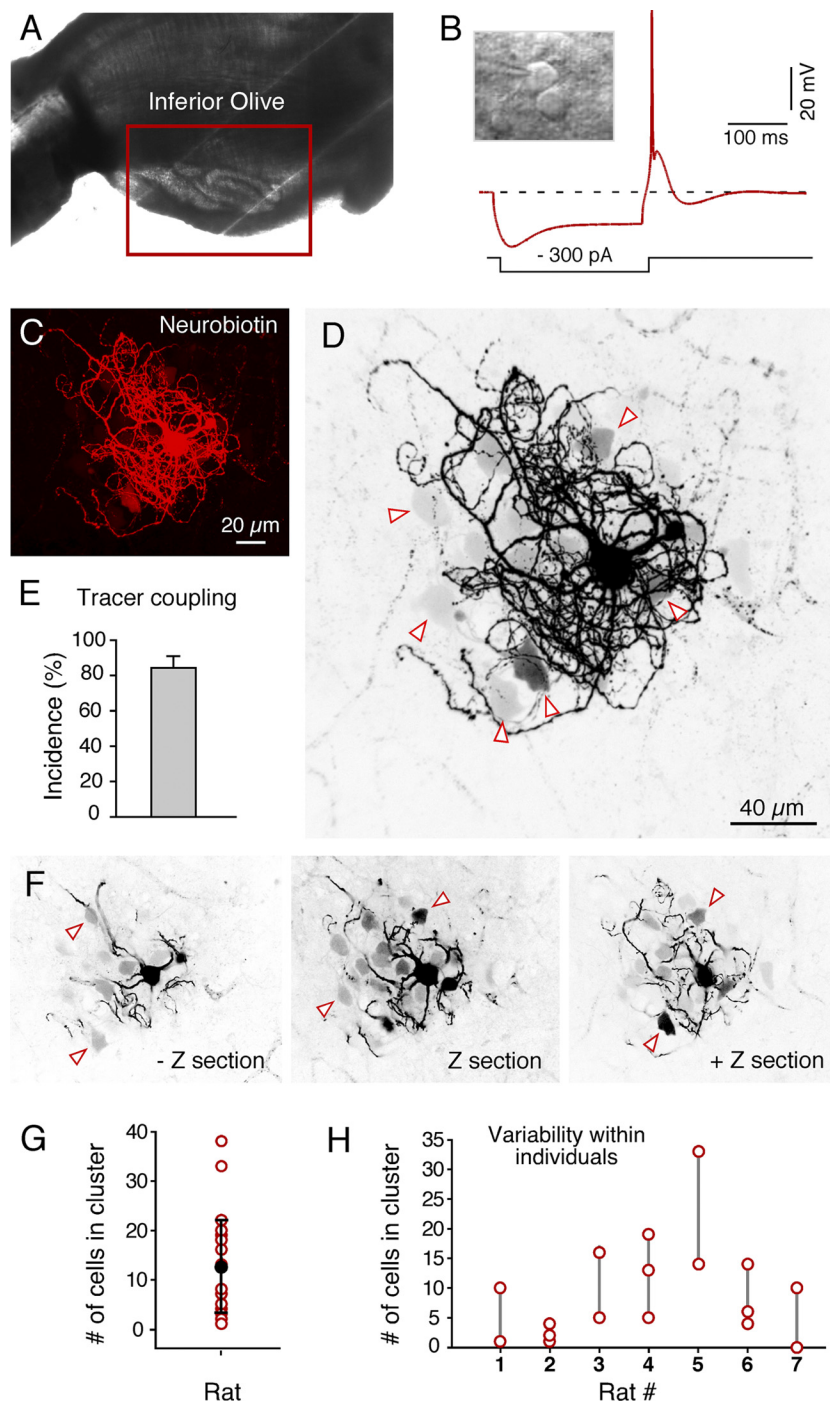 A
Inferior Olive
B
20 mV
100 ms
- 300 pA
C
Neurobiotin
20 µm
D
40 µm
E
Tracer coupling
Incidence (%)
100
80
60
40
20
0
F
- Z section
Z section
+ Z section
G
# of cells in cluster
40
30
20
10
0
Rat
H
Variability within
individuals
# of cells in cluster
35
30
25
20
15
10
5
0
1 2 3 4 5 6 7
Rat #